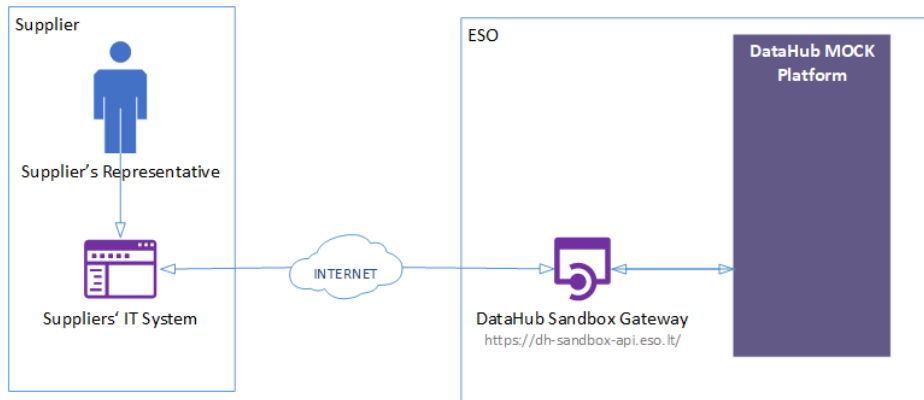 Supplier
Supplier's Representative
Suppliers‘ IT System
INTERNET
ESO
DataHub Sandbox Gateway
https://dh-sandbox-api.eso.lt/
DataHub MOCK
Platform